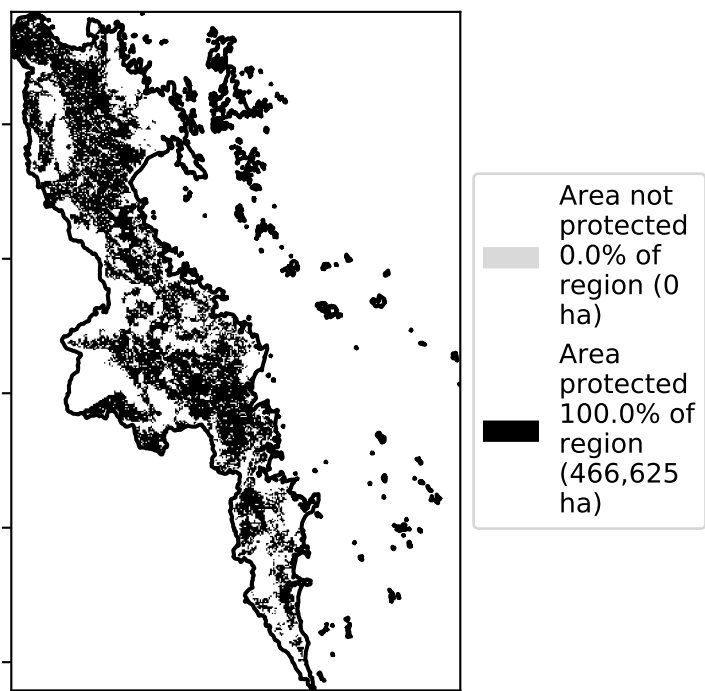 Area not
protected
0.0% of
region (0
ha)
Area
protected
100.0% of
region
(466,625
ha)